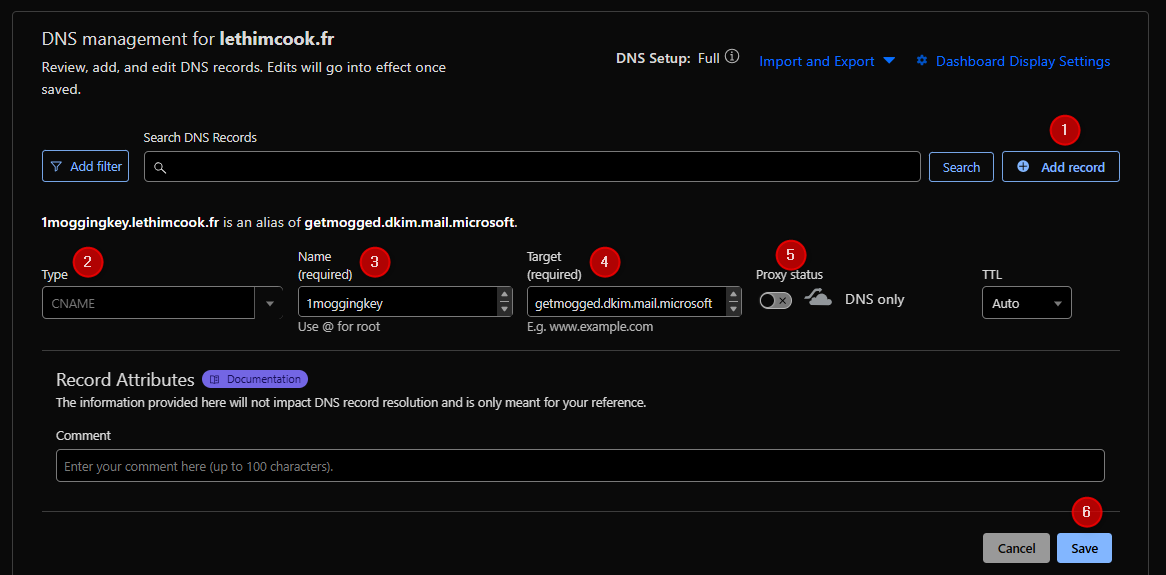 DNS management for lethimcook.fr
Review, add, and edit DNS records. Edits will go into effect once
saved.
DNS Setup: Full
Import and Export
Dashboard Display Settings
Search DNS Records
1
Add filter
Search
Add record
1moggingkey.lethimcook.fr is an alias of getmogged.dkim.mail.microsoft.
2
Type
CNAME
Name
(required)
3
1moggingkey
Use @ for root
Target
(required)
4
getmogged.dkim.mail.microsoft
E.g. www.example.com
5
Proxy status
DNS only
TTL
Auto
Record Attributes
Documentation
The information provided here will not impact DNS record resolution and is only meant for your reference.
Comment
Enter your comment here (up to 100 characters).
6
Cancel
Save